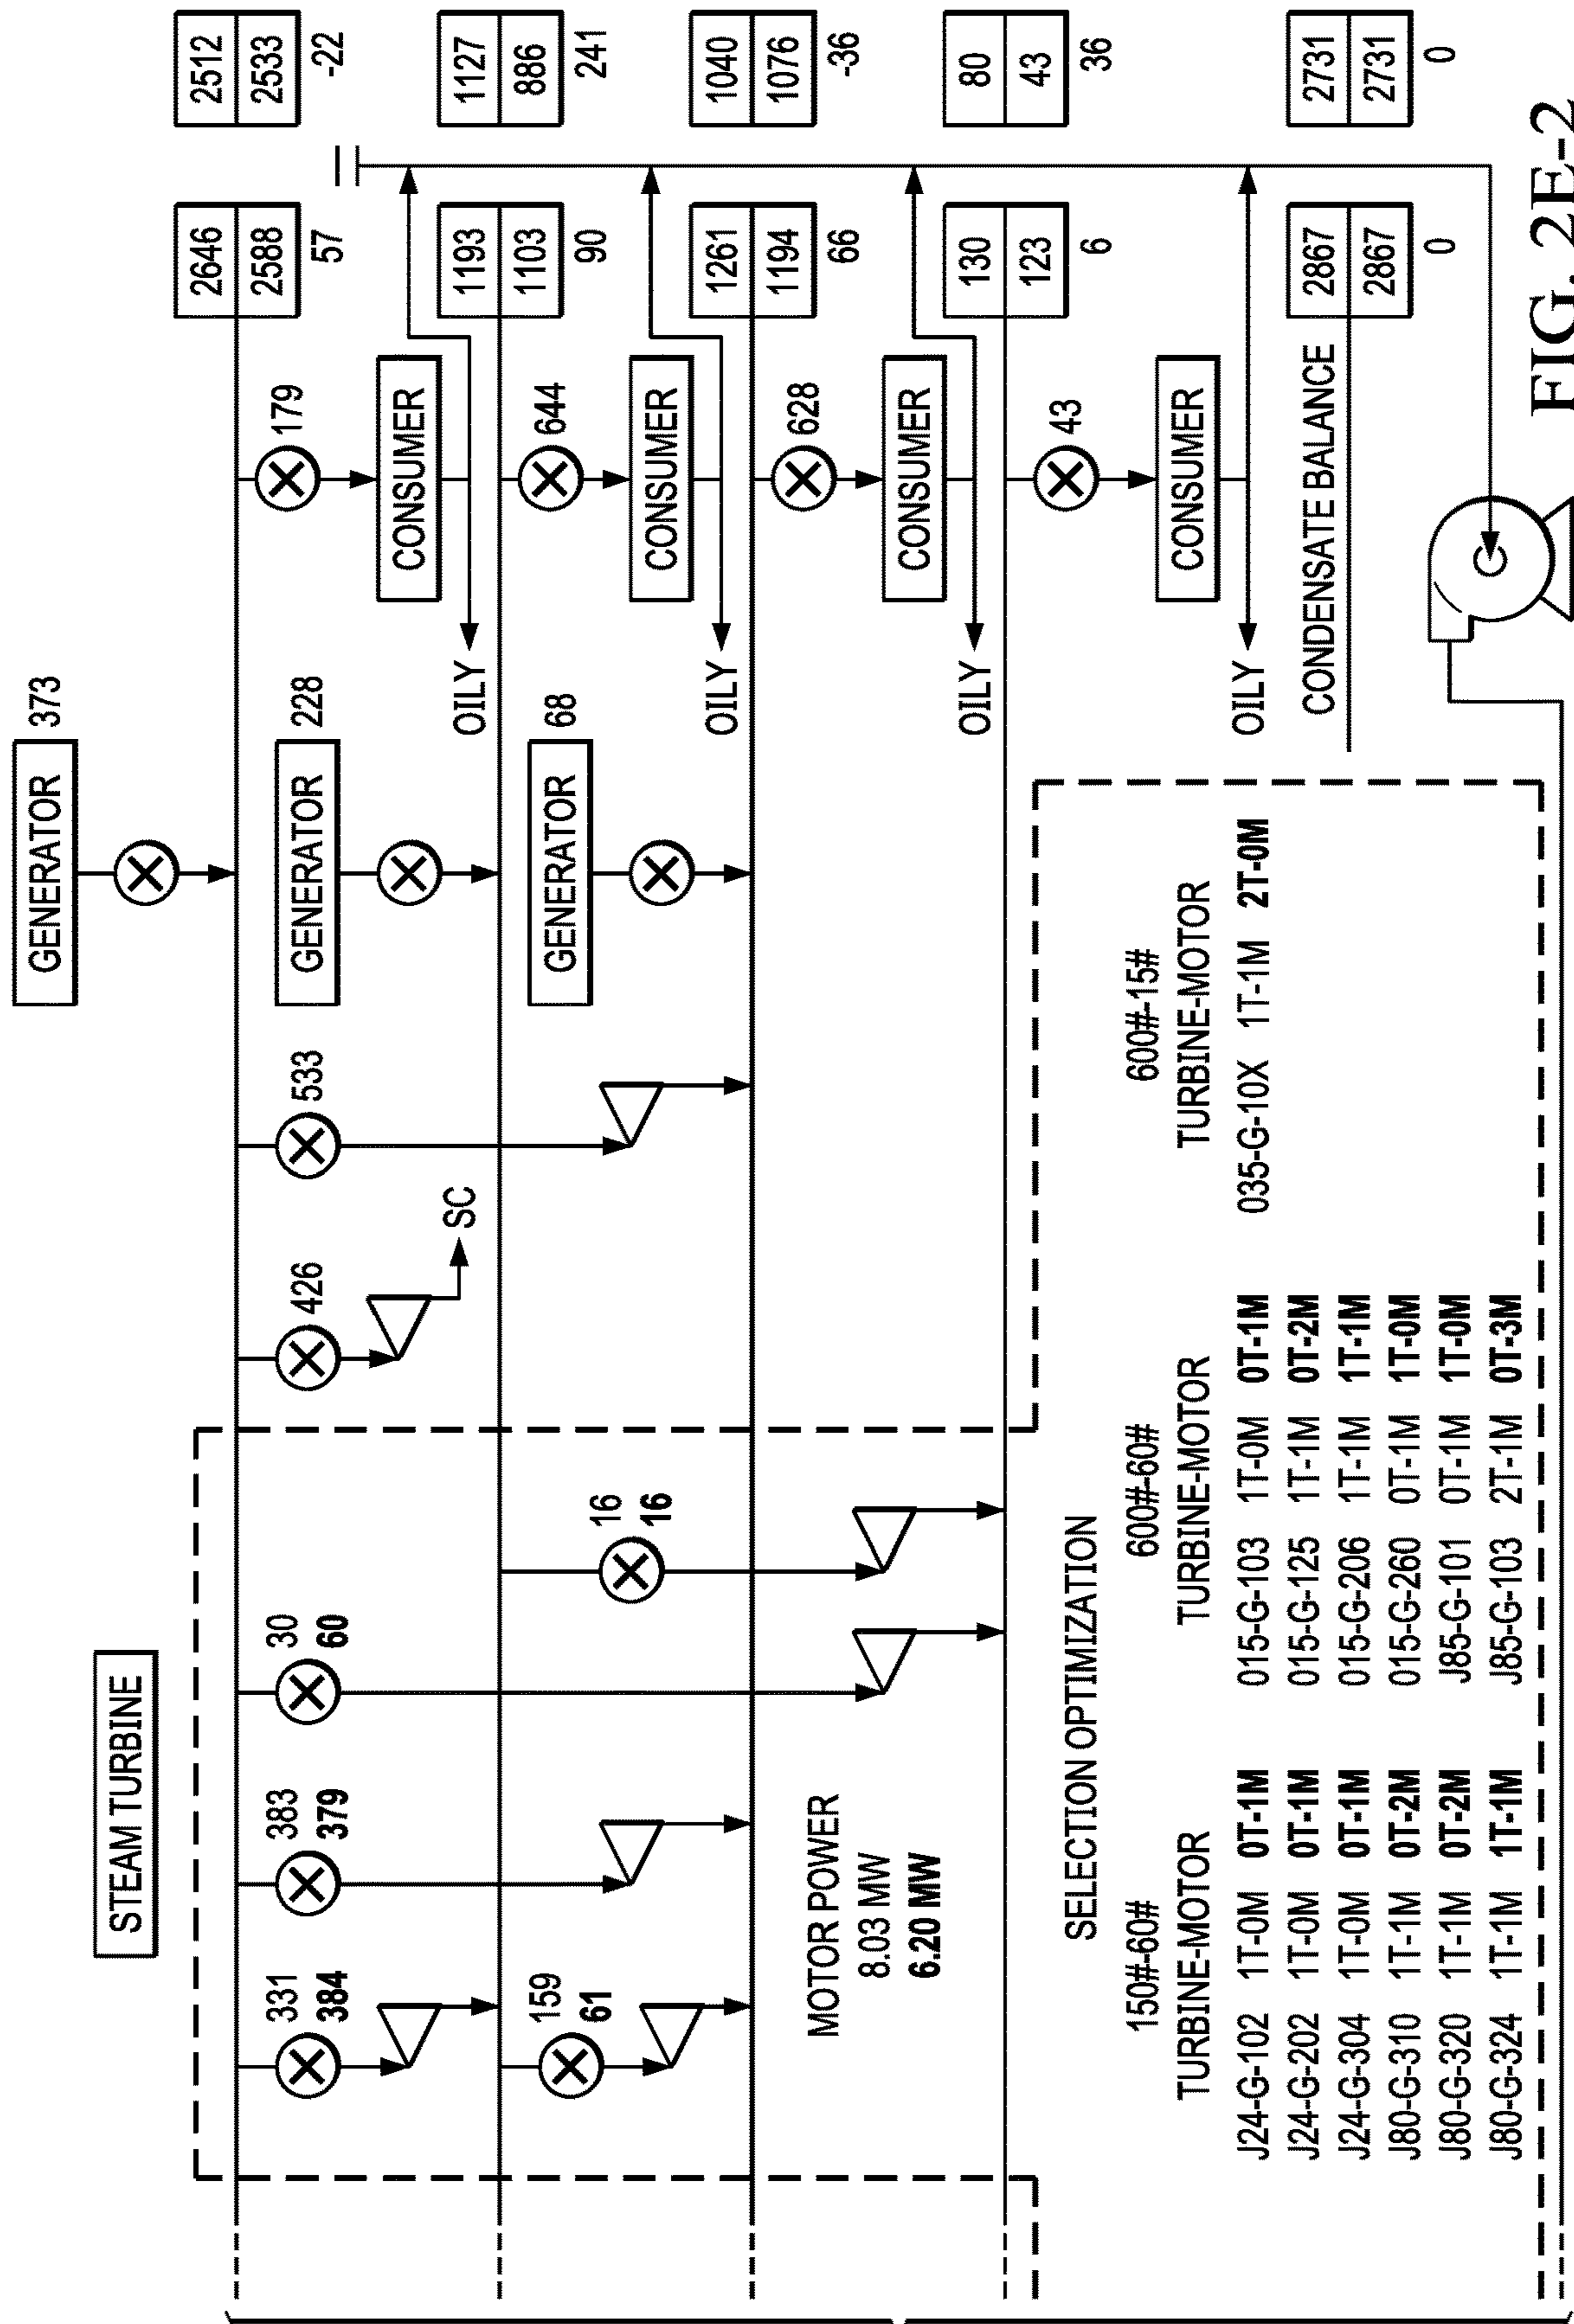 GENERATOR 373
2646 2512
2588 2533
57 -22
STEAM TURBINE
331
384
383
379
30
60
426
533
GENERATOR 228
179
SC
CONSUMER
OILY
1193 1127
1103 886
90 241
159
61
16
16
GENERATOR 68
644
CONSUMER
OILY
1261 1040
1194 1076
66 -36
MOTOR POWER
8.03 MW
6.20 MW
628
CONSUMER
OILY
130 80
123 43
6 36
43
CONSUMER
OILY
SELECTION OPTIMIZATION
150#-60#
TURBINE-MOTOR
J24-G-102 1T-0M 0T-1M
J24-G-202 1T-0M 0T-1M
J24-G-304 1T-0M 0T-1M
J80-G-310 1T-1M 0T-2M
J80-G-320 1T-1M 0T-2M
J80-G-324 1T-1M 1T-1M
600#-60#
TURBINE-MOTOR
015-G-103 1T-0M 0T-1M
015-G-125 1T-1M 0T-2M
015-G-206 1T-1M 1T-1M
015-G-260 0T-1M 1T-0M
J85-G-101 0T-1M 1T-0M
J85-G-103 2T-1M 0T-3M
600#-15#
TURBINE-MOTOR
035-G-10X 1T-1M 2T-0M
CONDENSATE BALANCE
2867 2731
2867 2731
0 0
FIG. 2E-2